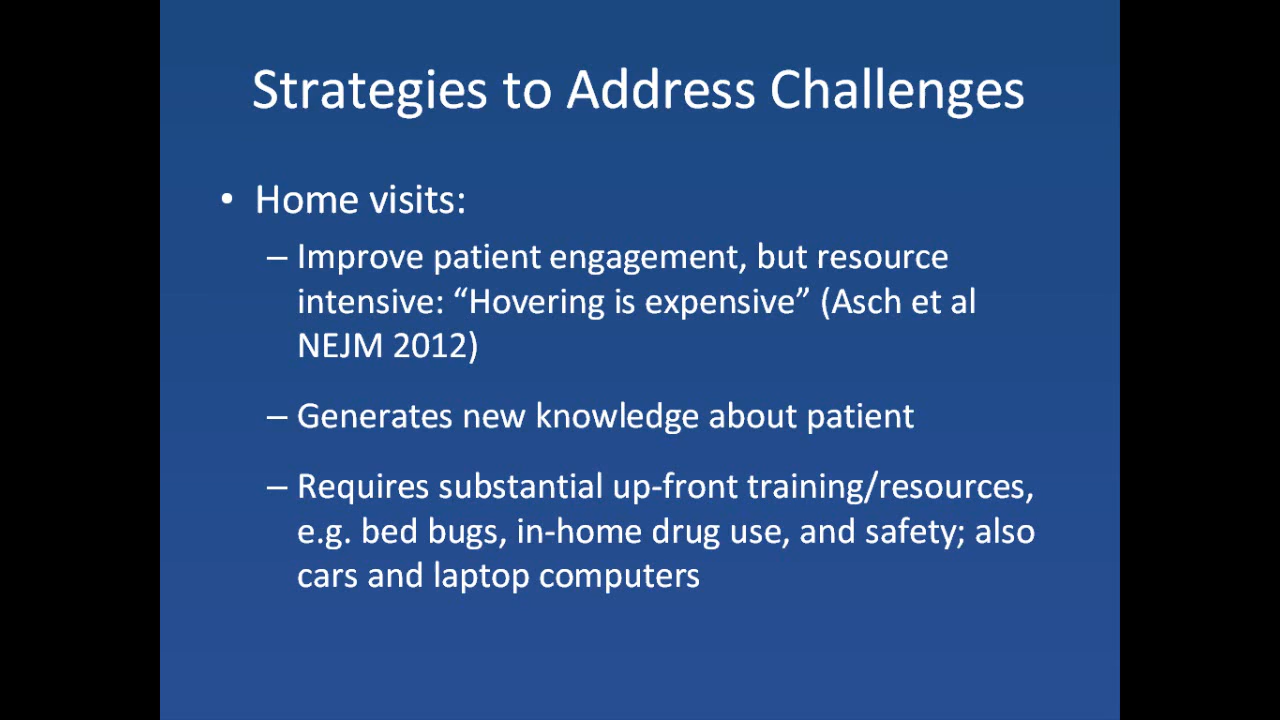 Strategies to Address Challenges
• Home visits:
– Improve patient engagement, but resource
intensive: “Hovering is expensive” (Asch et al
NEJM 2012)
– Generates new knowledge about patient
– Requires substantial up-front training/resources,
e.g. bed bugs, in-home drug use, and safety; also
cars and laptop computers